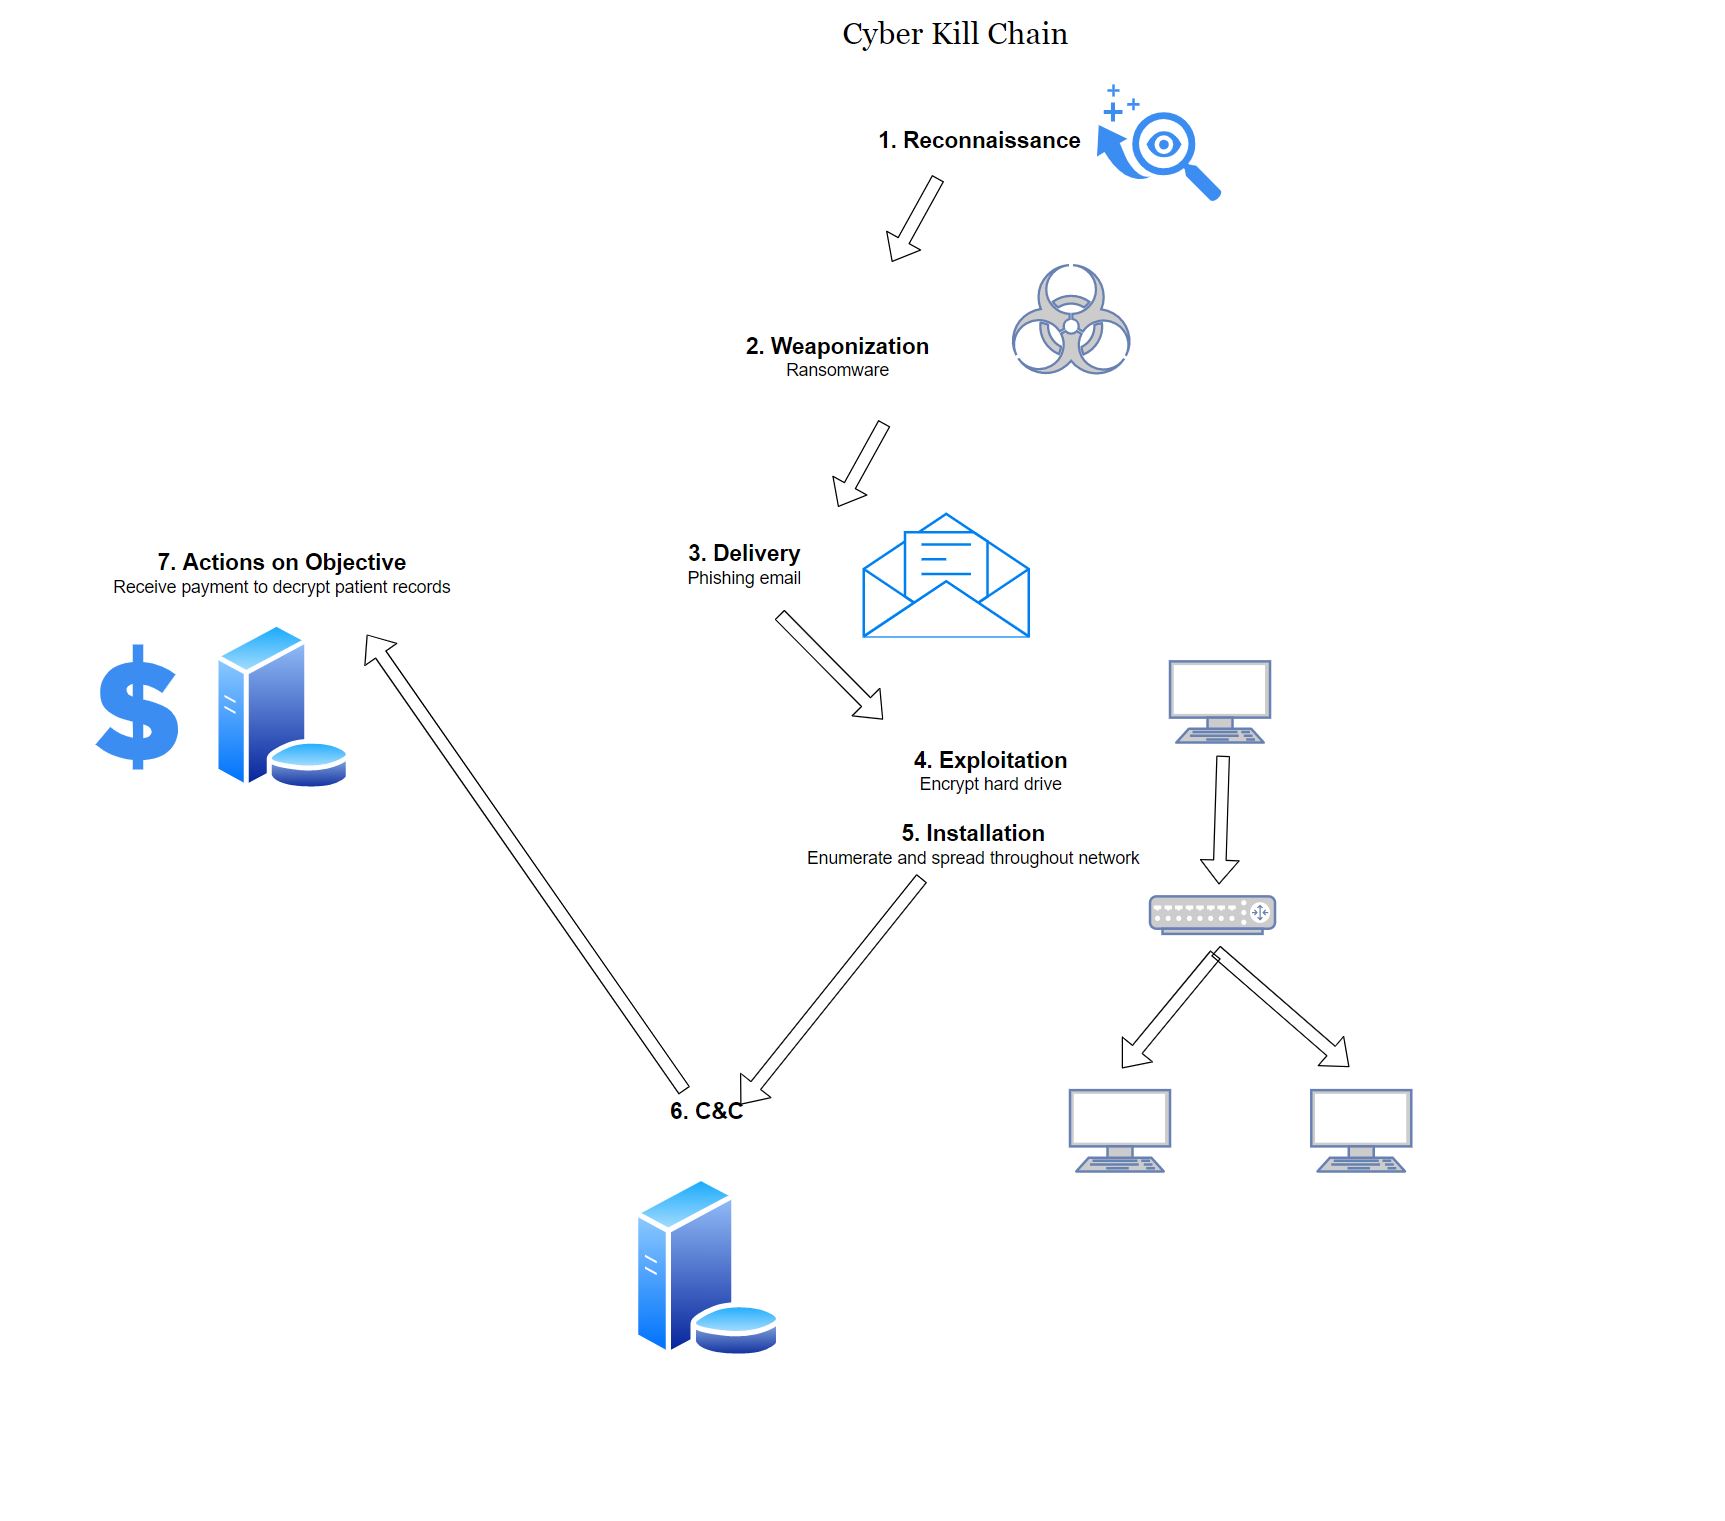 Cyber Kill Chain
1. Reconnaissance
2. Weaponization
Ransomware
3. Delivery
Phishing email
7. Actions on Objective
Receive payment to decrypt patient records
4. Exploitation
Encrypt hard drive
5. Installation
Enumerate and spread throughout network
6. C&C